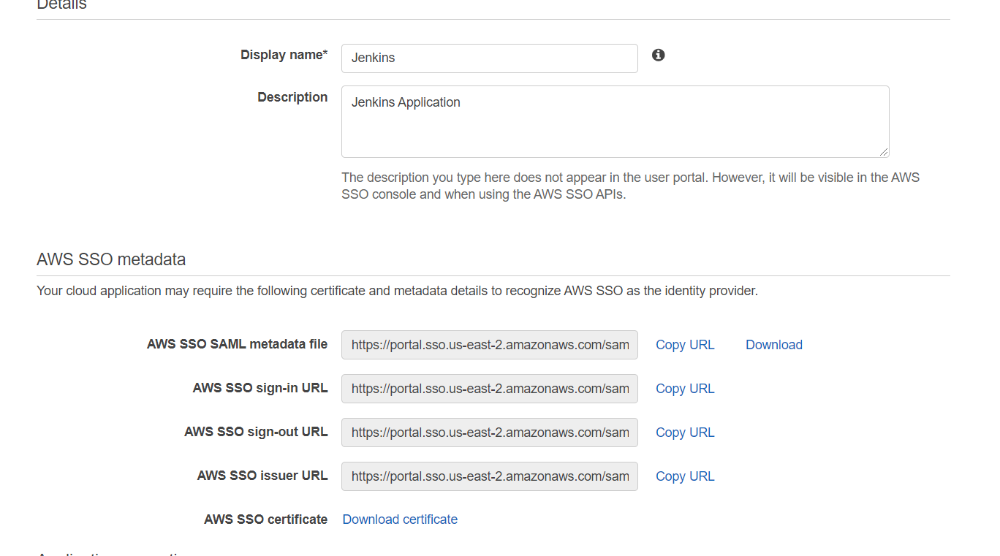 Details
Display name*
Jenkins
Description
Jenkins Application
The description you type here does not appear in the user portal. However, it will be visible in the AWS
SSO console and when using the AWS SSO APIs.
AWS SSO metadata
Your cloud application may require the following certificate and metadata details to recognize AWS SSO as the identity provider.
AWS SSO SAML metadata file
https://portal.sso.us-east-2.amazonaws.com/sam
Copy URL
Download
AWS SSO sign-in URL
https://portal.sso.us-east-2.amazonaws.com/sam
Copy URL
AWS SSO sign-out URL
https://portal.sso.us-east-2.amazonaws.com/sam
Copy URL
AWS SSO issuer URL
https://portal.sso.us-east-2.amazonaws.com/sam
Copy URL
AWS SSO certificate
Download certificate